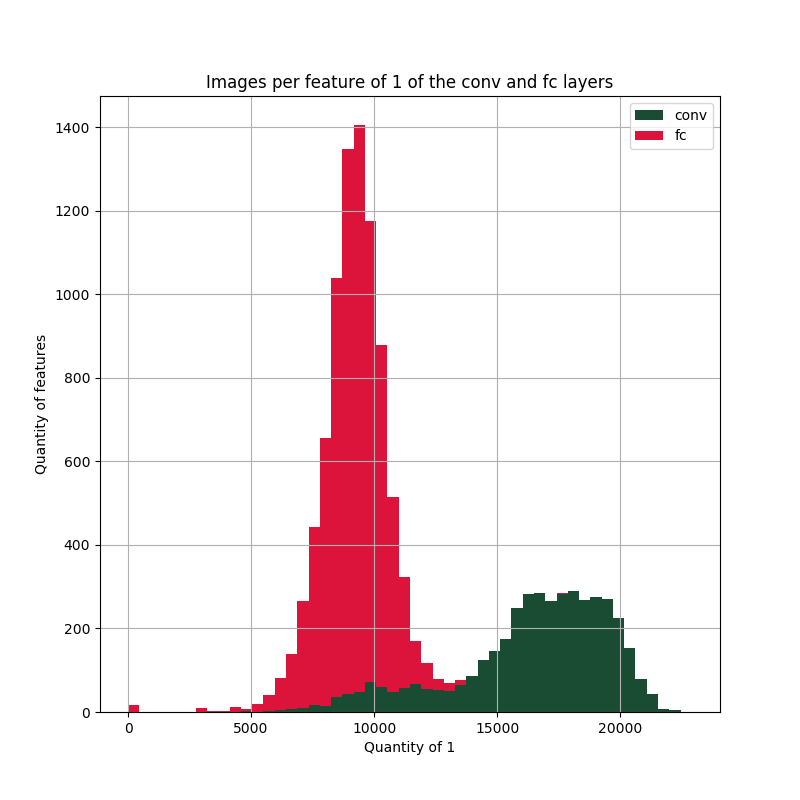 Images per feature of 1 of the conv and fc layers
conv
fc
1400
1200
1000
800
600
400
200
0
Quantity of features
0 5000 10000 15000 20000
Quantity of 1